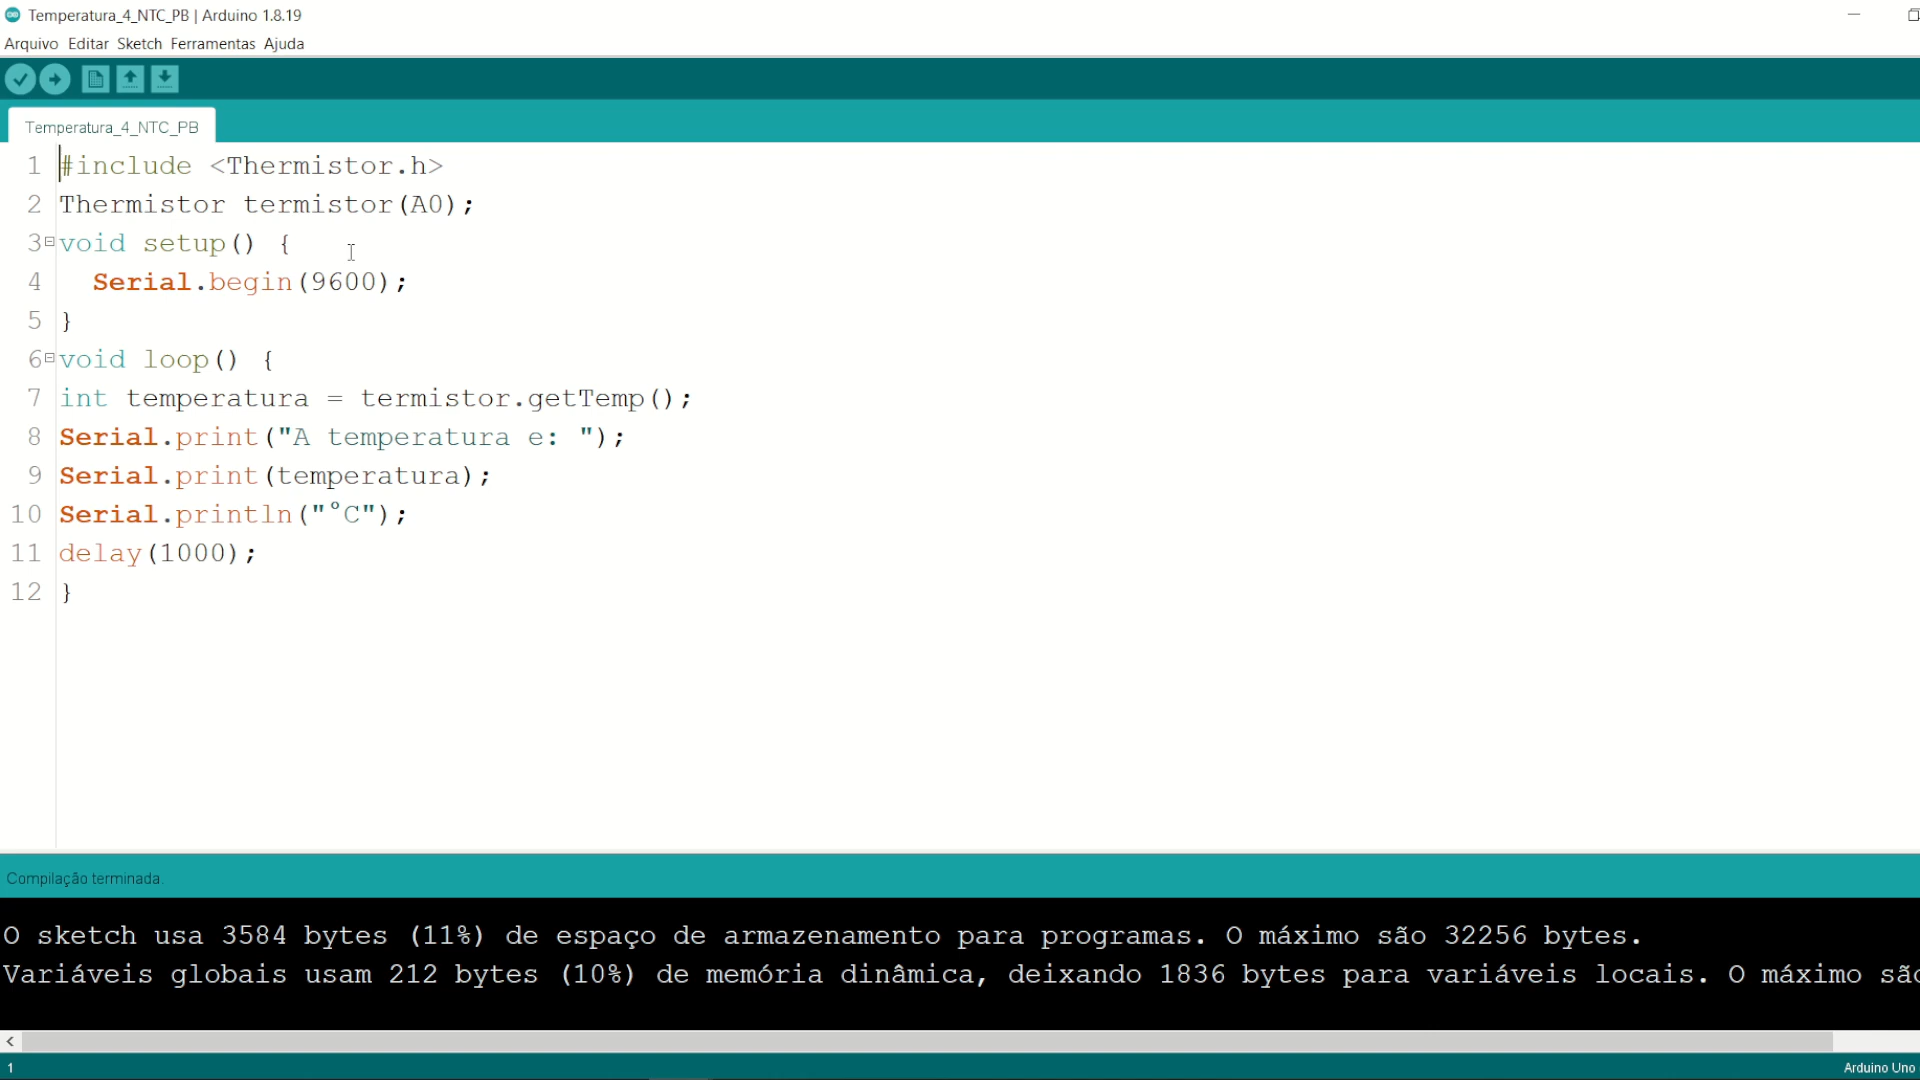 Temperatura_4_NTC_PB | Arduino 1.8.19
Arquivo Editar Sketch Ferramentas Ajuda
Temperatura_4_NTC_PB
1 #include <Thermistor.h>
2 Thermistor termistor(A0);
3 void setup() {
4 Serial.begin(9600);
5 }
6 void loop() {
7 int temperatura = termistor.getTemp();
8 Serial.print("A temperatura e: ");
9 Serial.print(temperatura);
10 Serial.println("°C");
11 delay(1000);
12 }
Compilação terminada.
O sketch usa 3584 bytes (11%) de espaço de armazenamento para programas. O máximo são 32256 bytes.
Variáveis globais usam 212 bytes (10%) de memória dinâmica, deixando 1836 bytes para variáveis locais. O máximo são
1 Arduino Uno